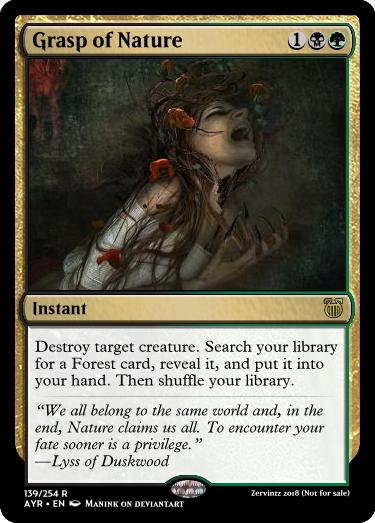 Grasp of Nature 1
Instant
Destroy target creature. Search your library
for a Forest card, reveal it, and put it into
your hand. Then shuffle your library.
“We all belong to the same world and, in the
end, Nature claims us all. To encounter your
fate sooner is a privilege.”
—Lyss of Duskwood
139/254 R
AYR • EN MANINK ON DEVIANTART
Zervintz 2018 (Not for sale)